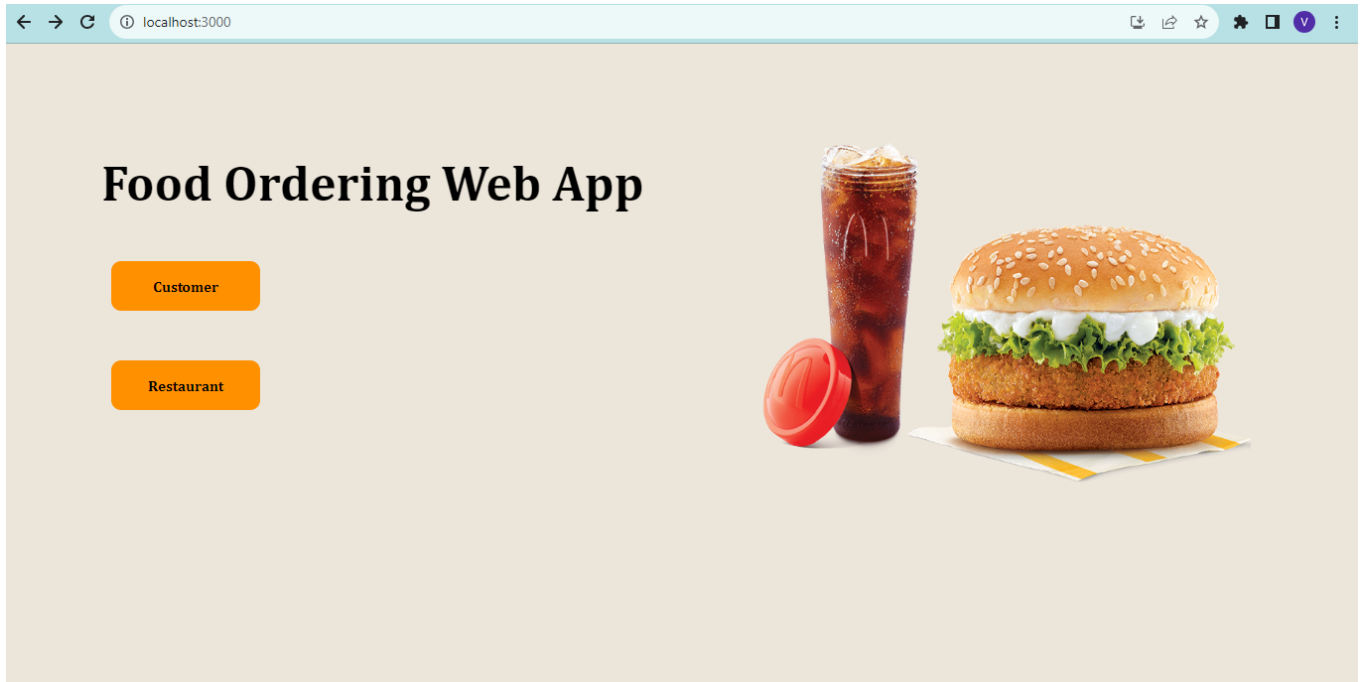 localhost:3000
V
Food Ordering Web App
Customer
Restaurant